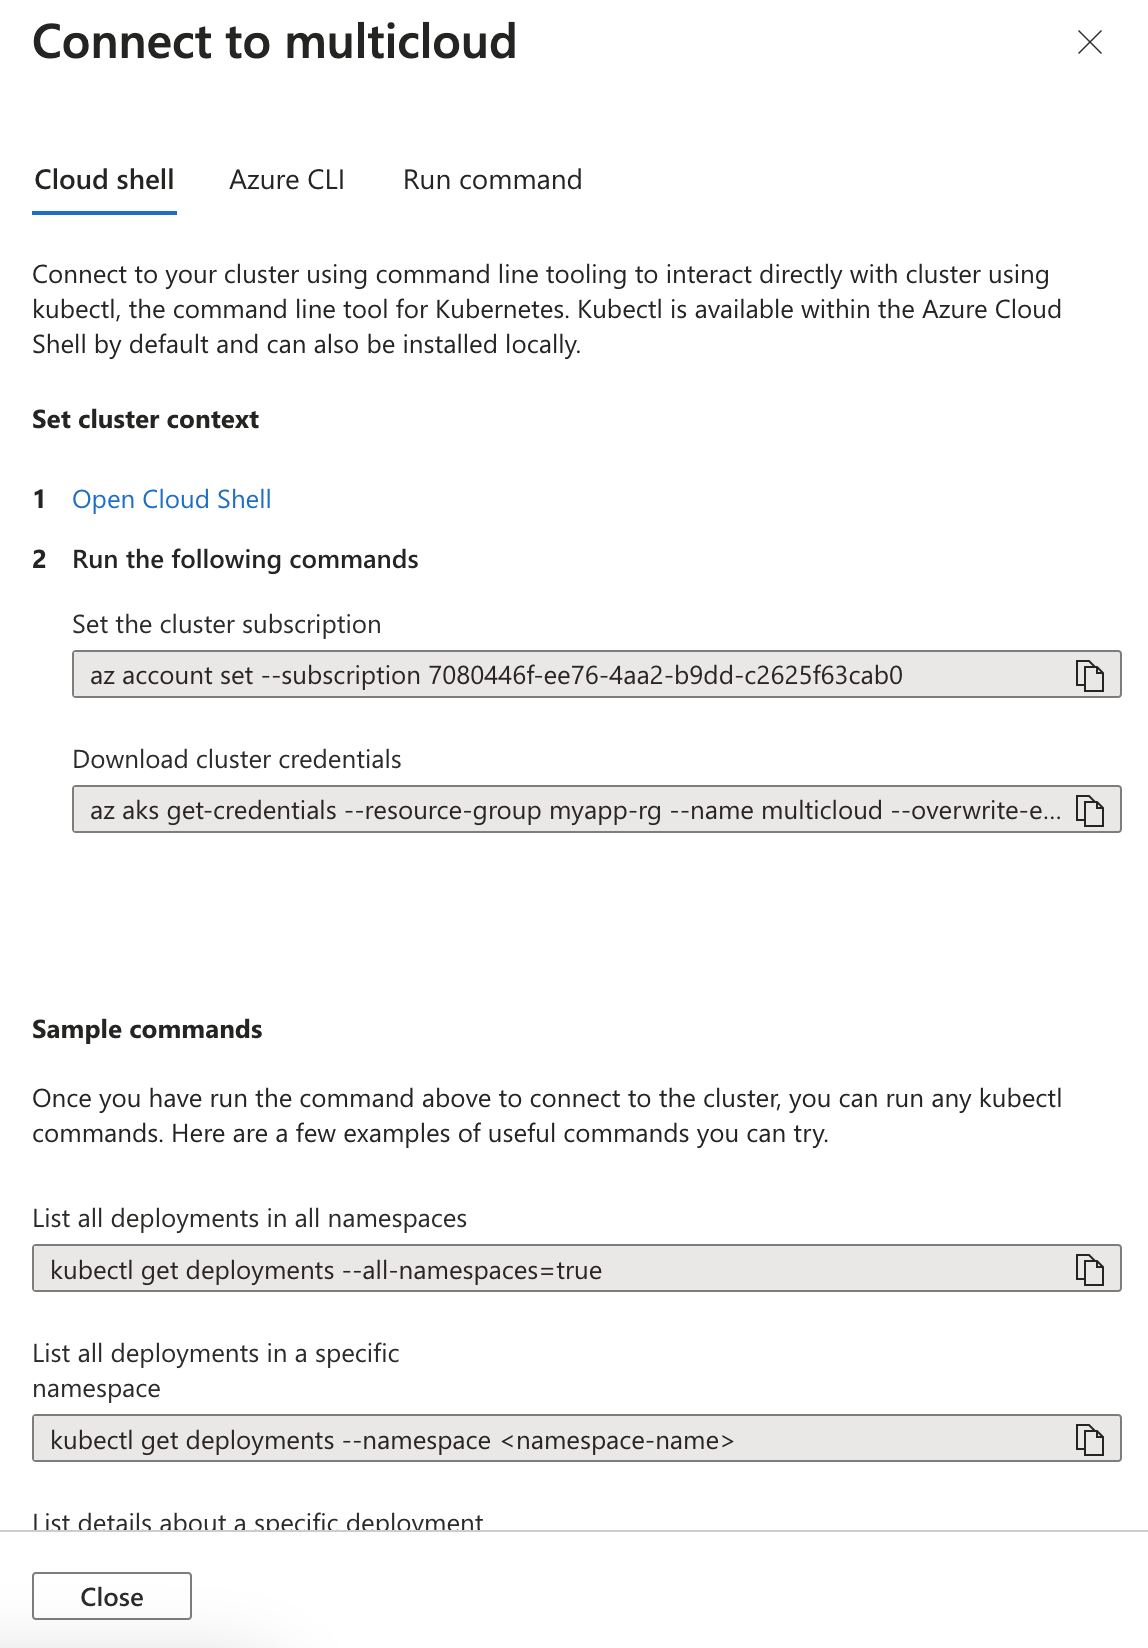 Connect to multicloud
Cloud shell
Azure CLI
Run command
Connect to your cluster using command line tooling to interact directly with cluster using
kubectl, the command line tool for Kubernetes. Kubectl is available within the Azure Cloud
Shell by default and can also be installed locally.
Set cluster context
1 Open Cloud Shell
2 Run the following commands
Set the cluster subscription
az account set --subscription 7080446f-ee76-4aa2-b9dd-c2625f63cab0
Download cluster credentials
az aks get-credentials --resource-group myapp-rg --name multicloud --overwrite-e...
Sample commands
Once you have run the command above to connect to the cluster, you can run any kubectl
commands. Here are a few examples of useful commands you can try.
List all deployments in all namespaces
kubectl get deployments --all-namespaces=true
List all deployments in a specific
namespace
kubectl get deployments --namespace <namespace-name>
List details about a specific deployment
Close